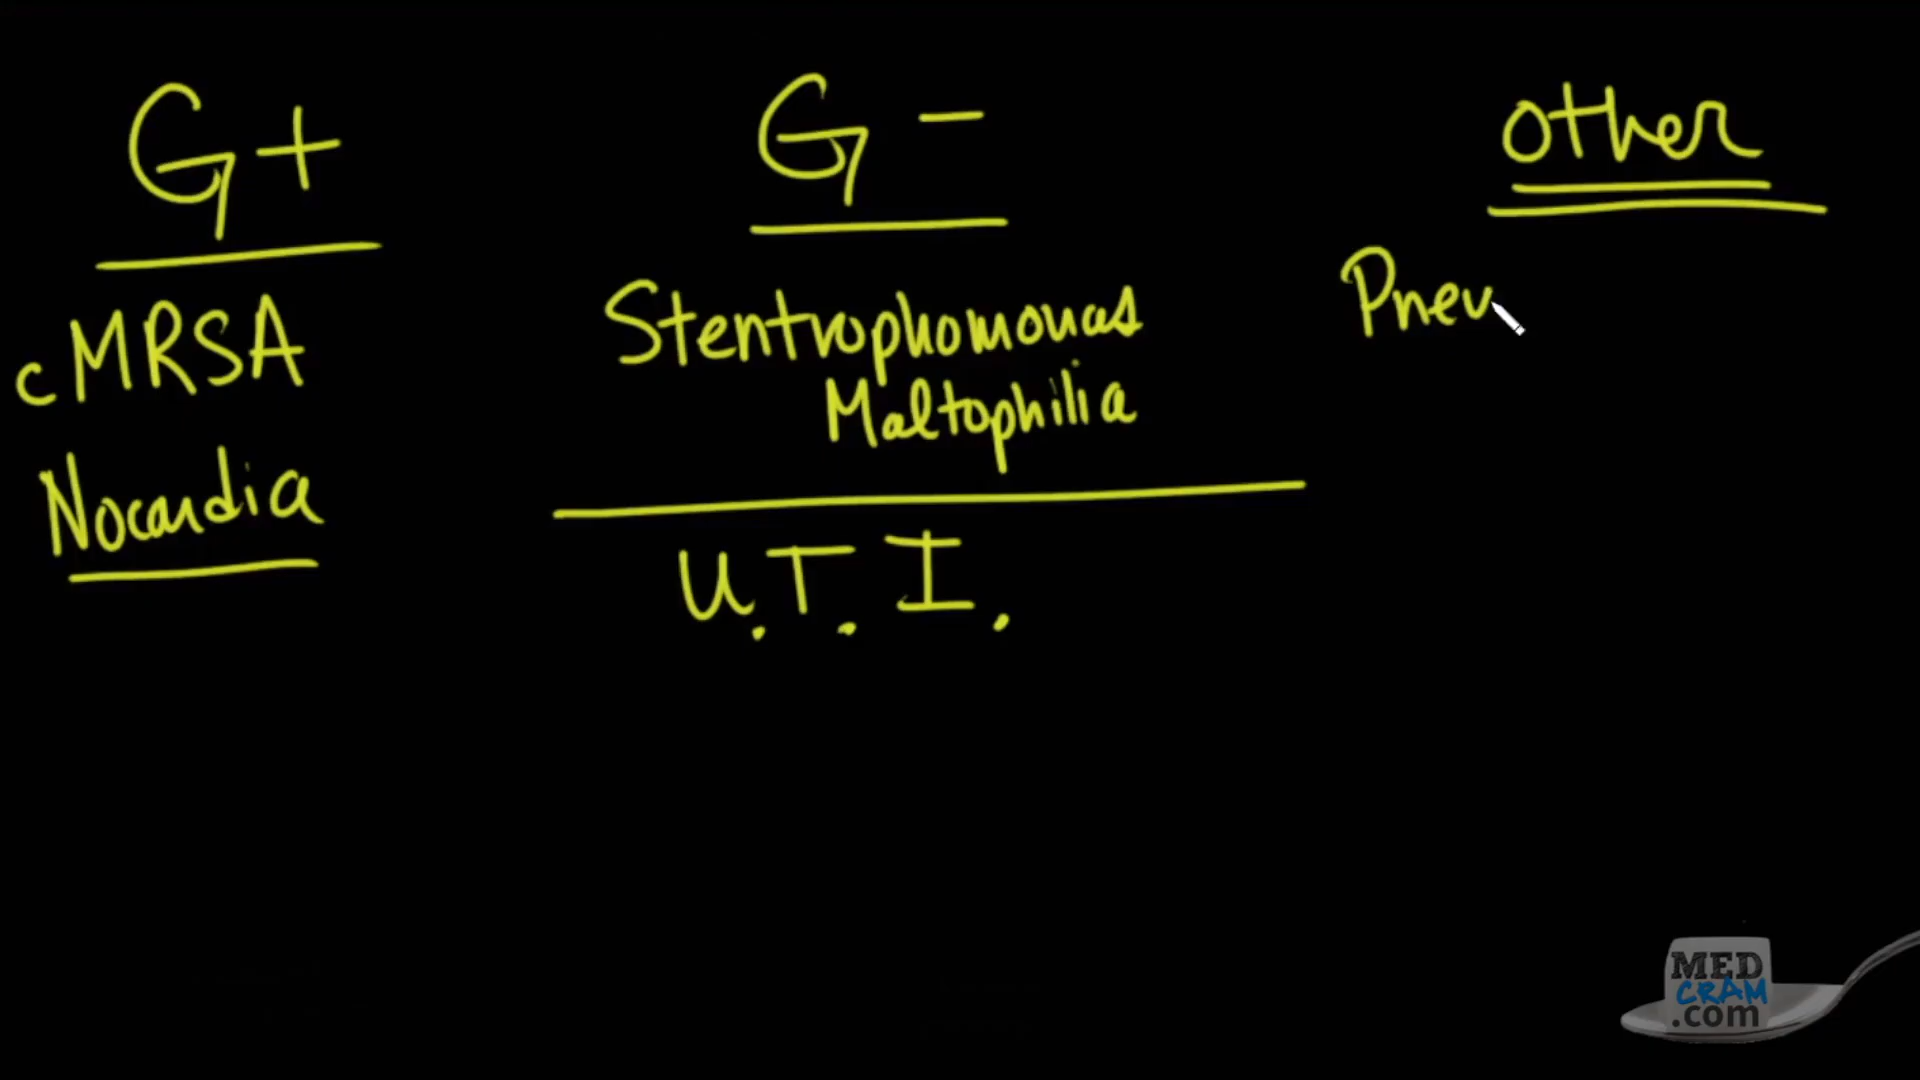 G+
cMRSA
Nocardia
G-
Stentrophomonas
Maltophilia
U.T.I.
other
Pneu
MED
CRAM
.com